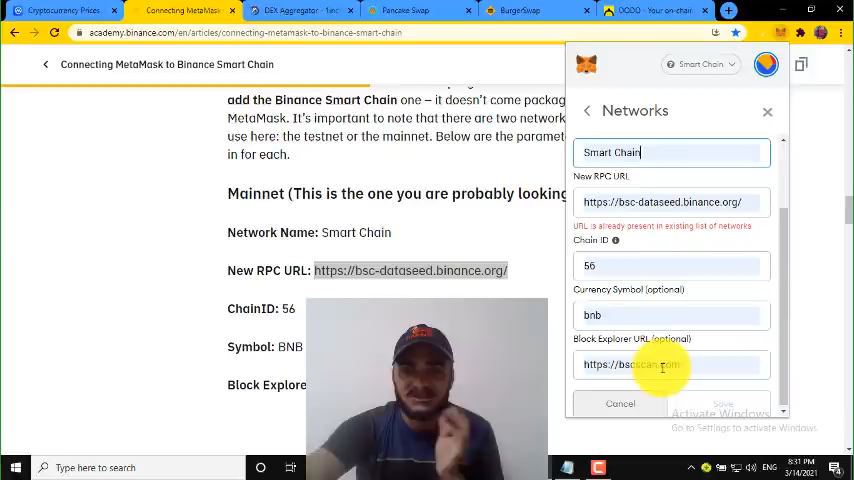 Cryptocurrency Prices
Connecting MetaMask
DEX Aggregator - 1inch
Pancake Swap
BurgerSwap
DODO - Your on-chain
academy.binance.com/en/articles/connecting-metamask-to-binance-smart-chain
Connecting MetaMask to Binance Smart Chain
add the Binance Smart Chain one – it doesn't come packag
MetaMask. It's important to note that there are two network
use here: the testnet or the mainnet. Below are the paramete
in for each.
Mainnet (This is the one you are probably looking
Network Name: Smart Chain
New RPC URL: https://bsc-dataseed.binance.org/
ChainID: 56
Symbol: BNB
Block Explore
Smart Chain
Networks
Smart Chain
New RPC URL
https://bsc-dataseed.binance.org/
URL is already present in existing list of networks
Chain ID
56
Currency Symbol (optional)
bnb
Block Explorer URL (optional)
https://bscscan.com
Cancel
Save
Activate Windows
Go to Settings to activate Windows.
Type here to search
ENG
8:31 PM
3/14/2021